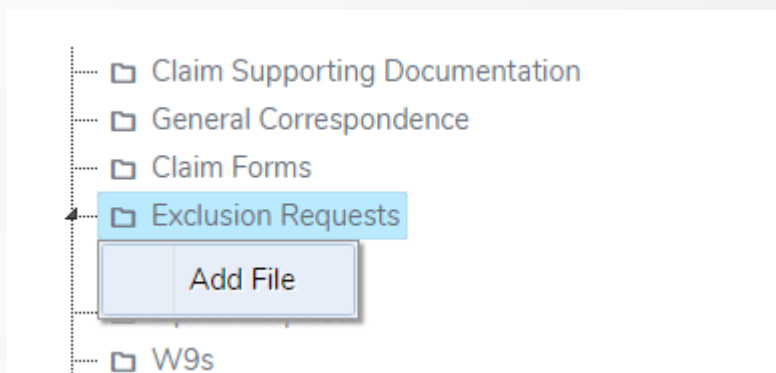 Claim Supporting Documentation
General Correspondence
Claim Forms
Exclusion Requests
Add File
W9s